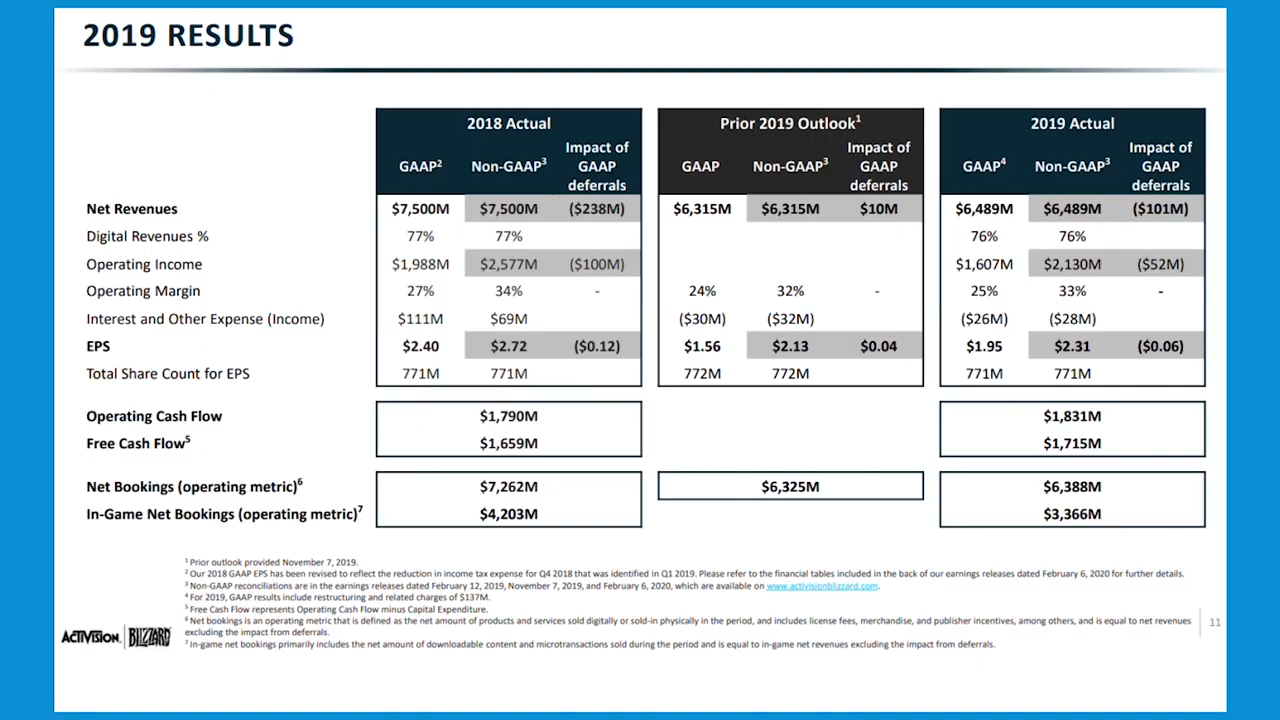 2019 RESULTS
2018 Actual Prior 2019 Outlook1 2019 Actual
GAAP2 Non-GAAP3 Impact of GAAP deferrals GAAP Non-GAAP3 Impact of GAAP deferrals GAAP4 Non-GAAP3 Impact of GAAP deferrals
Net Revenues $7,500M $7,500M ($238M) $6,315M $6,315M $10M $6,489M $6,489M ($101M)
Digital Revenues % 77% 77% 76% 76%
Operating Income $1,988M $2,577M ($100M) $1,607M $2,130M ($52M)
Operating Margin 27% 34% - 24% 32% - 25% 33% -
Interest and Other Expense (Income) $111M $69M ($30M) ($32M) ($26M) ($28M)
EPS $2.40 $2.72 ($0.12) $1.56 $2.13 $0.04 $1.95 $2.31 ($0.06)
Total Share Count for EPS 771M 771M 772M 772M 771M 771M
Operating Cash Flow $1,790M $1,831M
Free Cash Flow5 $1,659M $1,715M
Net Bookings (operating metric)6 $7,262M $6,325M $6,388M
In-Game Net Bookings (operating metric)7 $4,203M $3,366M
1 Prior outlook provided November 7, 2019.
2 Our 2018 GAAP EPS has been revised to reflect the reduction in income tax expense for Q4 2018 that was identified in Q1 2019. Please refer to the financial tables included in the back of our earnings releases dated February 6, 2020 for further details.
3 Non-GAAP reconciliations are in the earnings releases dated February 12, 2019, November 7, 2019, and February 6, 2020, which are available on www.activisionblizzard.com.
4 For 2019, GAAP results include restructuring and related charges of $137M.
5 Free Cash Flow represents Operating Cash Flow minus Capital Expenditure.
6 Net bookings is an operating metric that is defined as the net amount of products and services sold digitally or sold-in physically in the period, and includes license fees, merchandise, and publisher incentives, among others, and is equal to net revenues
excluding the impact from deferrals.
7 In-game net bookings primarily includes the net amount of downloadable content and microtransactions sold during the period and is equal to in-game net revenues excluding the impact from deferrals.
ACTIVISION. BLIZZARD
11